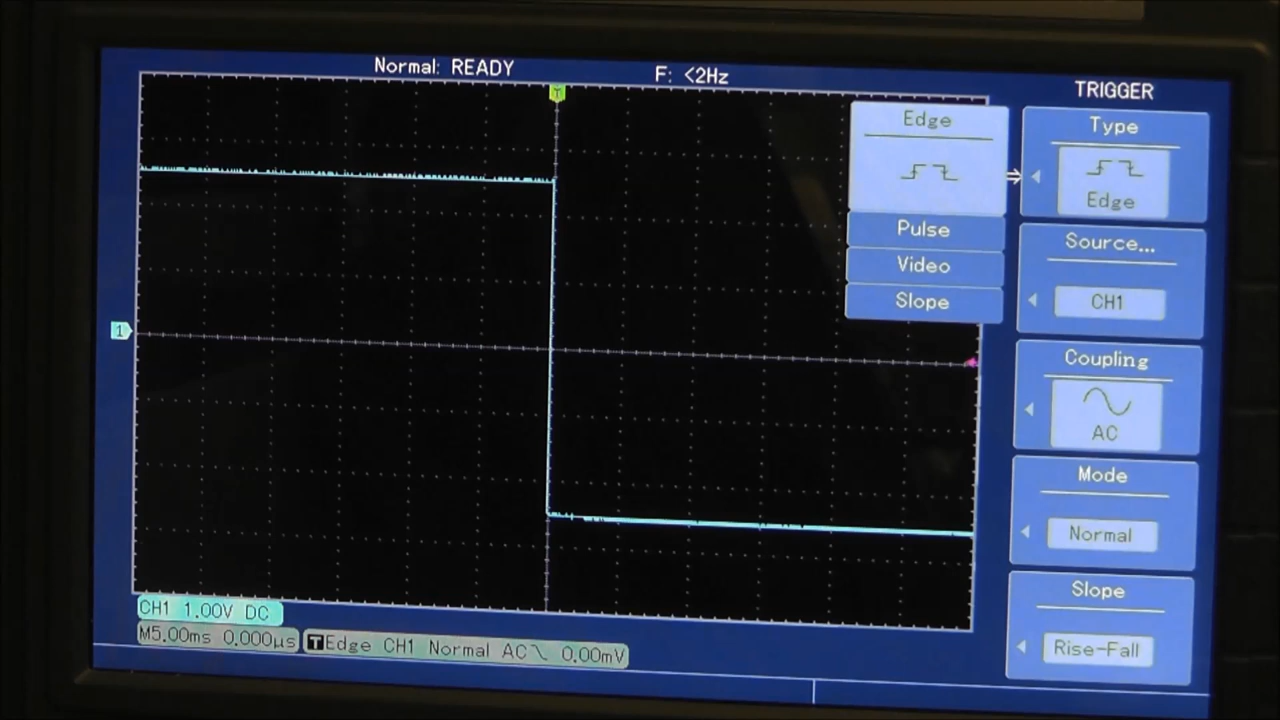 Normal: READY
F: <2Hz
TRIGGER
T
Edge
Pulse
Video
Slope
Type
Edge
Source...
CH1
Coupling
AC
Mode
Normal
Slope
Rise-Fall
1
CH1 1.00V DC
M5.00ms 0.000μs
T Edge CH1 Normal AC 0.00mV